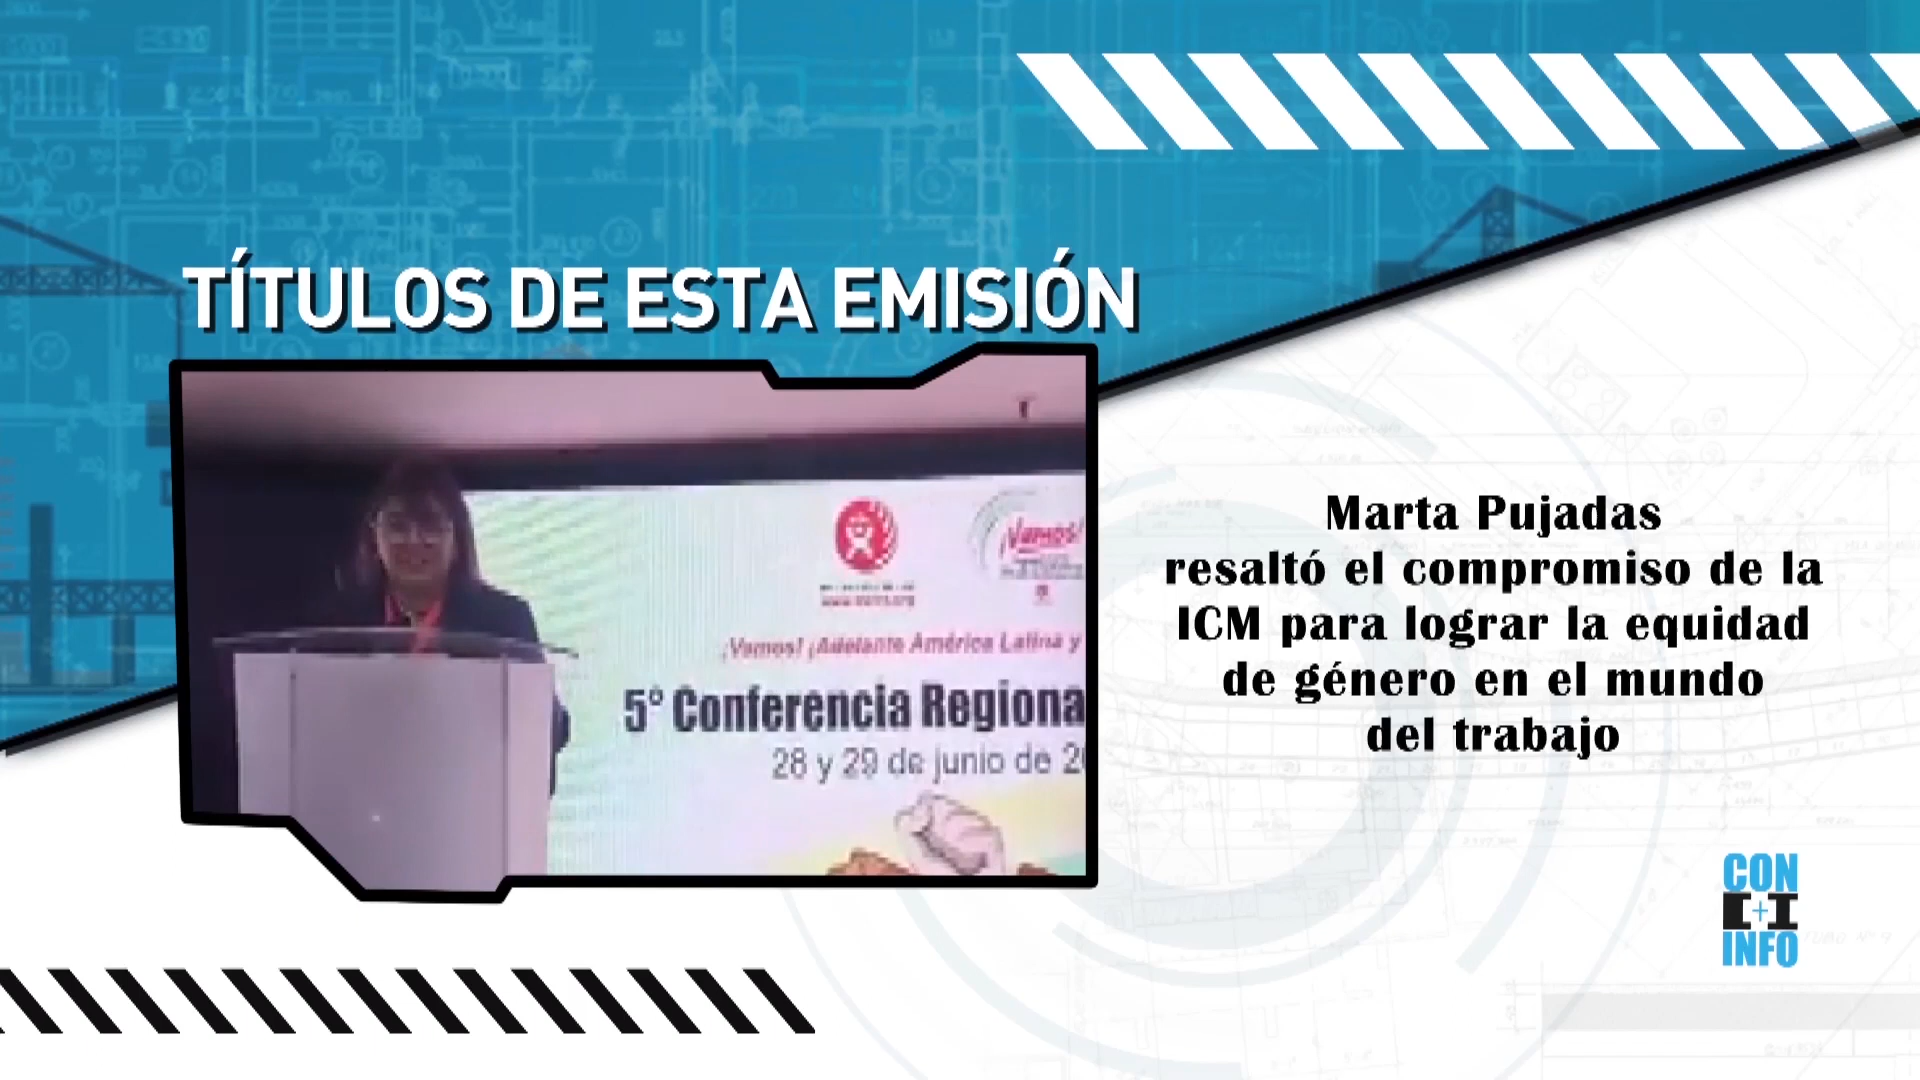 TÍTULOS DE ESTA EMISIÓN
¡Vamos!
¡Vamos! ¡Adelante América Latina y
5° Conferencia Regiona
28 y 29 de junio de 2
Marta Pujadas
resaltó el compromiso de la
ICM para lograr la equidad
de género en el mundo
del trabajo
CON
INFO